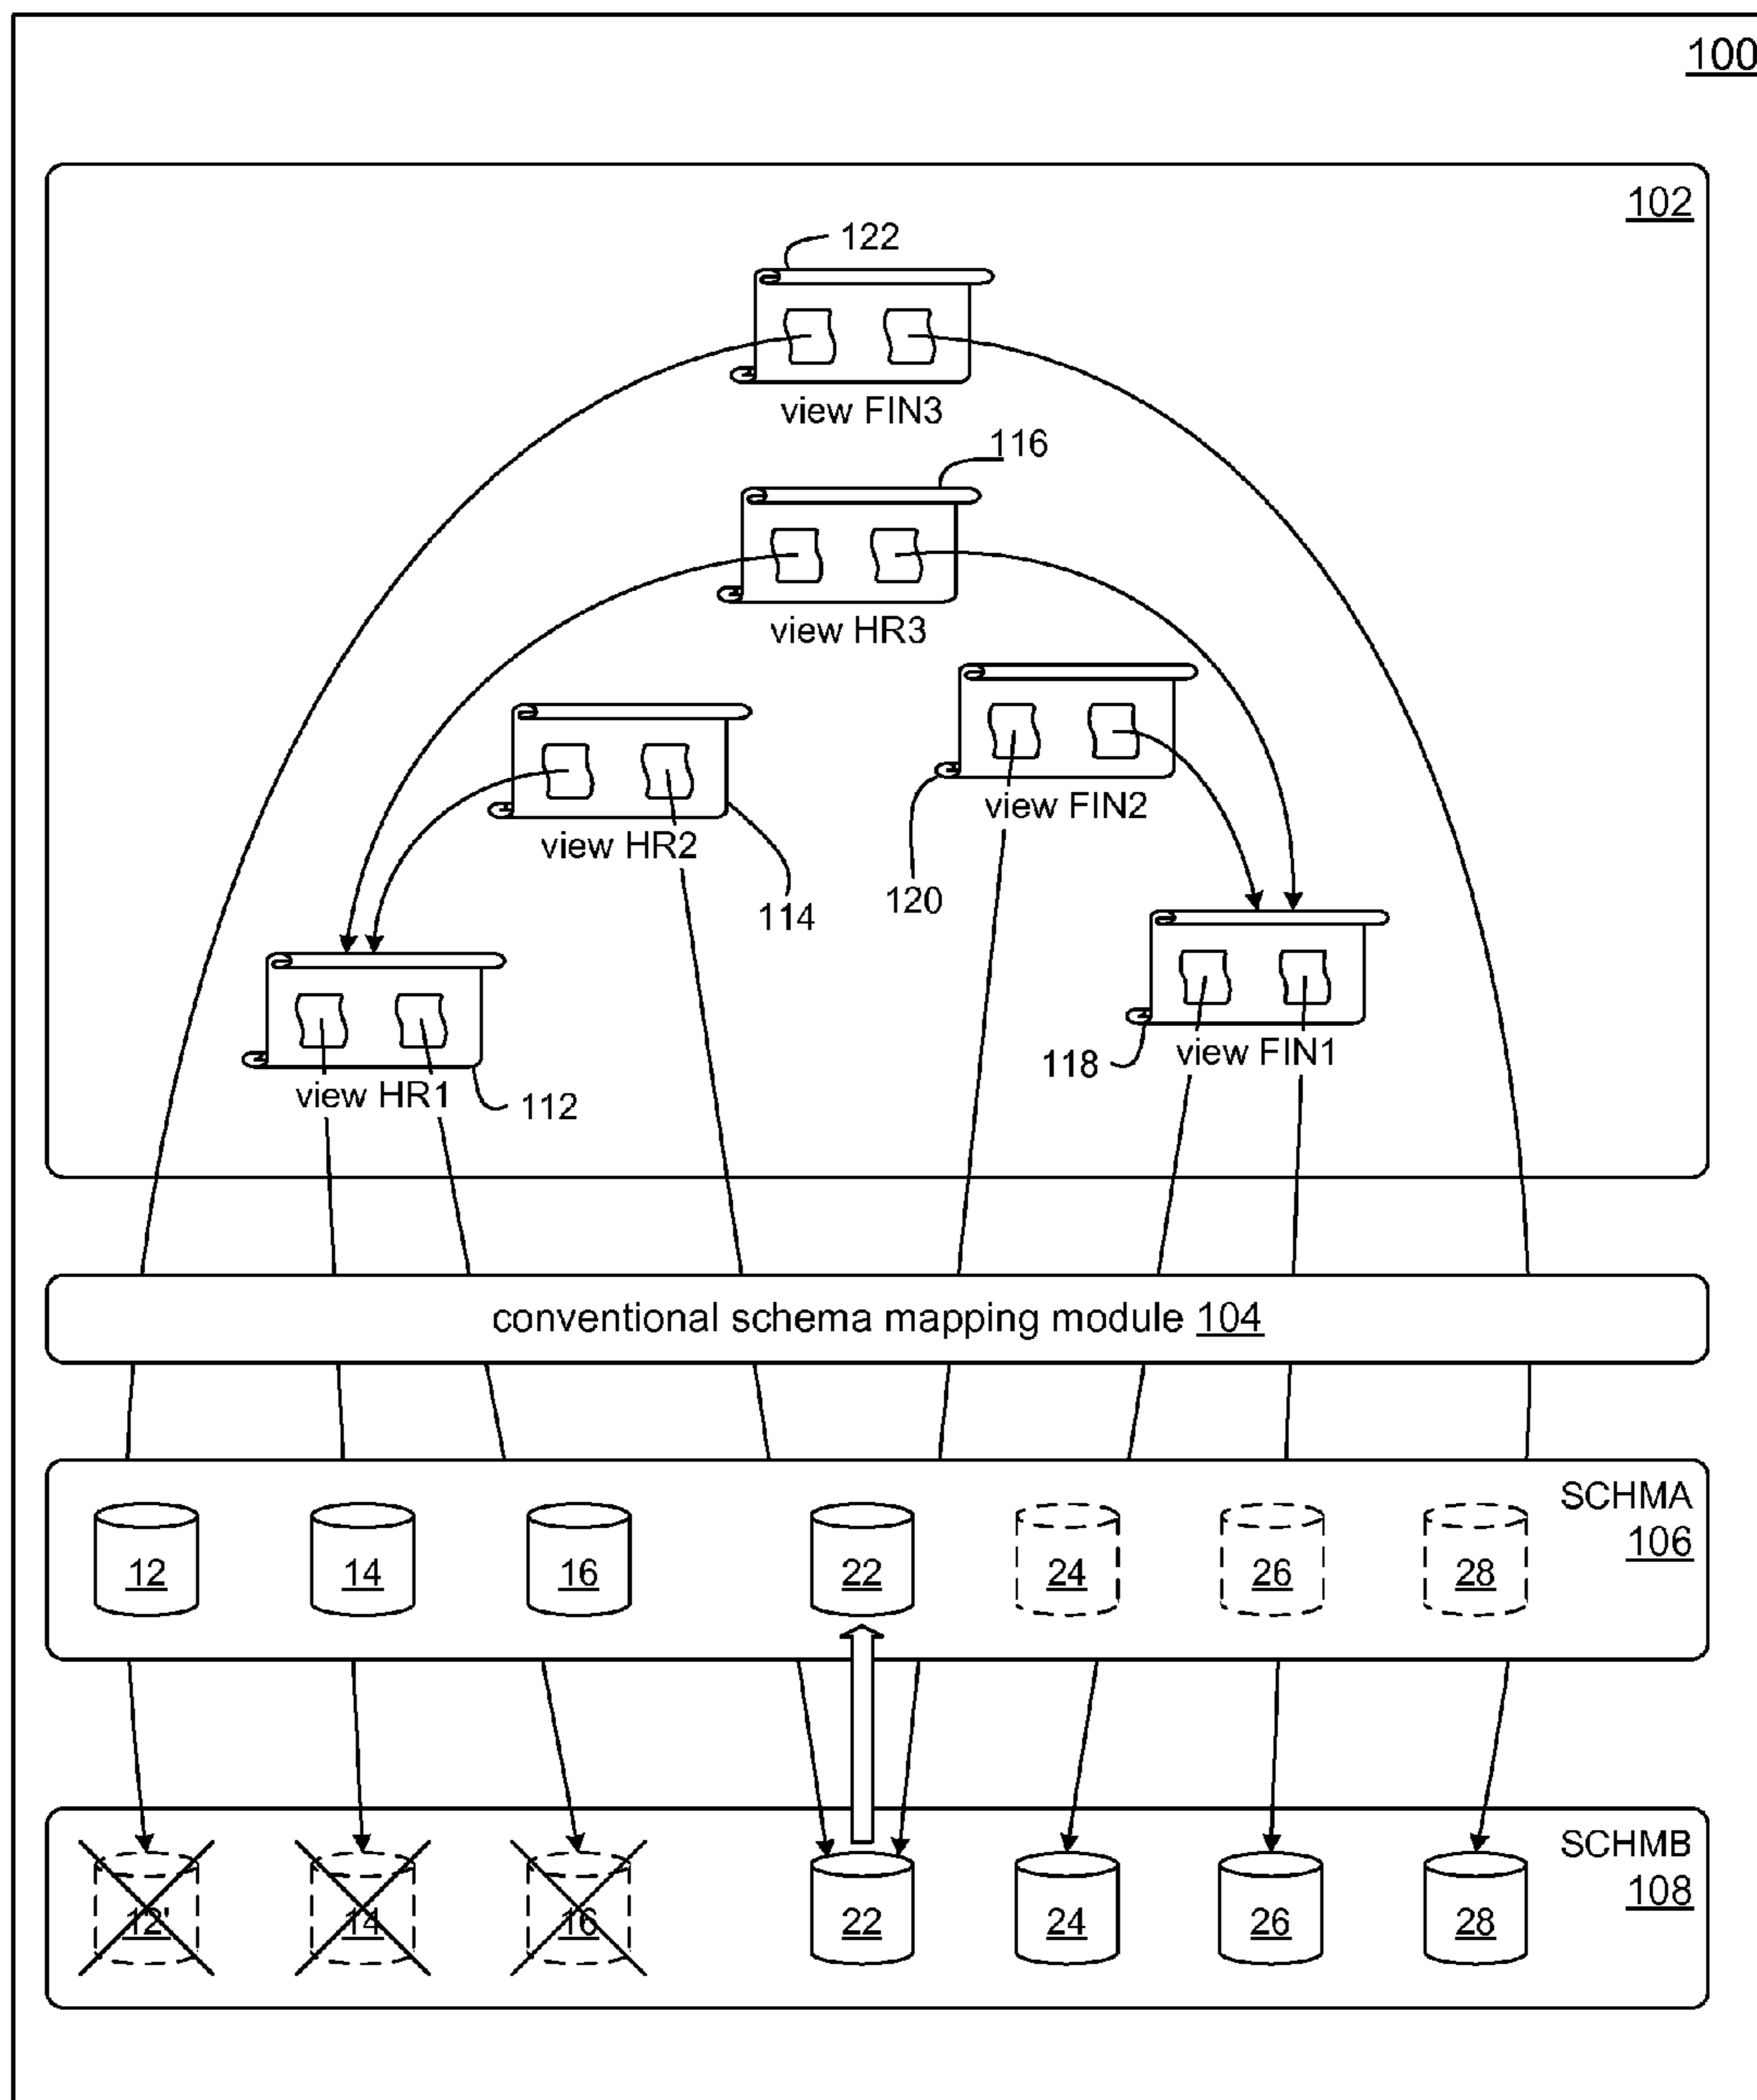 100
102
122
view FIN3
116
view HR3
view HR2
114
view FIN2
120
view HR1
112
view FIN1
118
conventional schema mapping module 104
SCHMA
106
12 14 16 22 24 26 28
SCHMB
108
12' 14 16 22 24 26 28